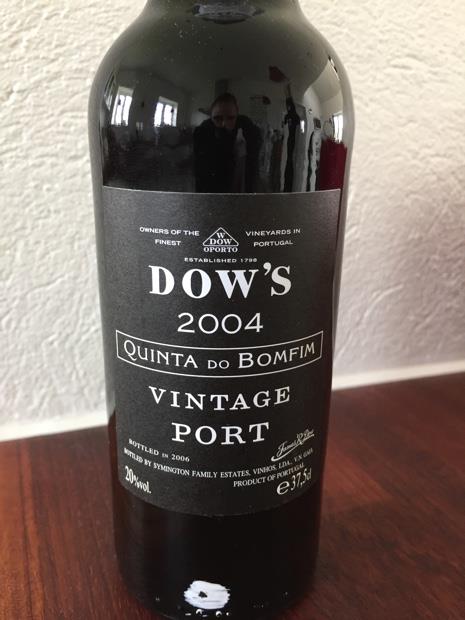 OWNERS OF THE FINEST
VINEYARDS IN PORTUGAL
W
DOW
OPORTO
ESTABLISHED 1798
DOW'S
2004
QUINTA DO BOMFIM
VINTAGE
PORT
BOTTLED IN 2006
BOTTLED BY SYMINGTON FAMILY ESTATES, VINHOS, LDA., V.N. GAIA
PRODUCT OF PORTUGAL
20%vol.
e37,5cl